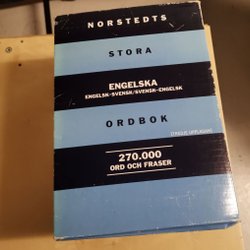 NORSTEDTS
STORA
ENGELSKA
ENGELSK-SVENSK/SVENSK-ENGELSK
ORDBOK
270.000
ORD OCH FRASER